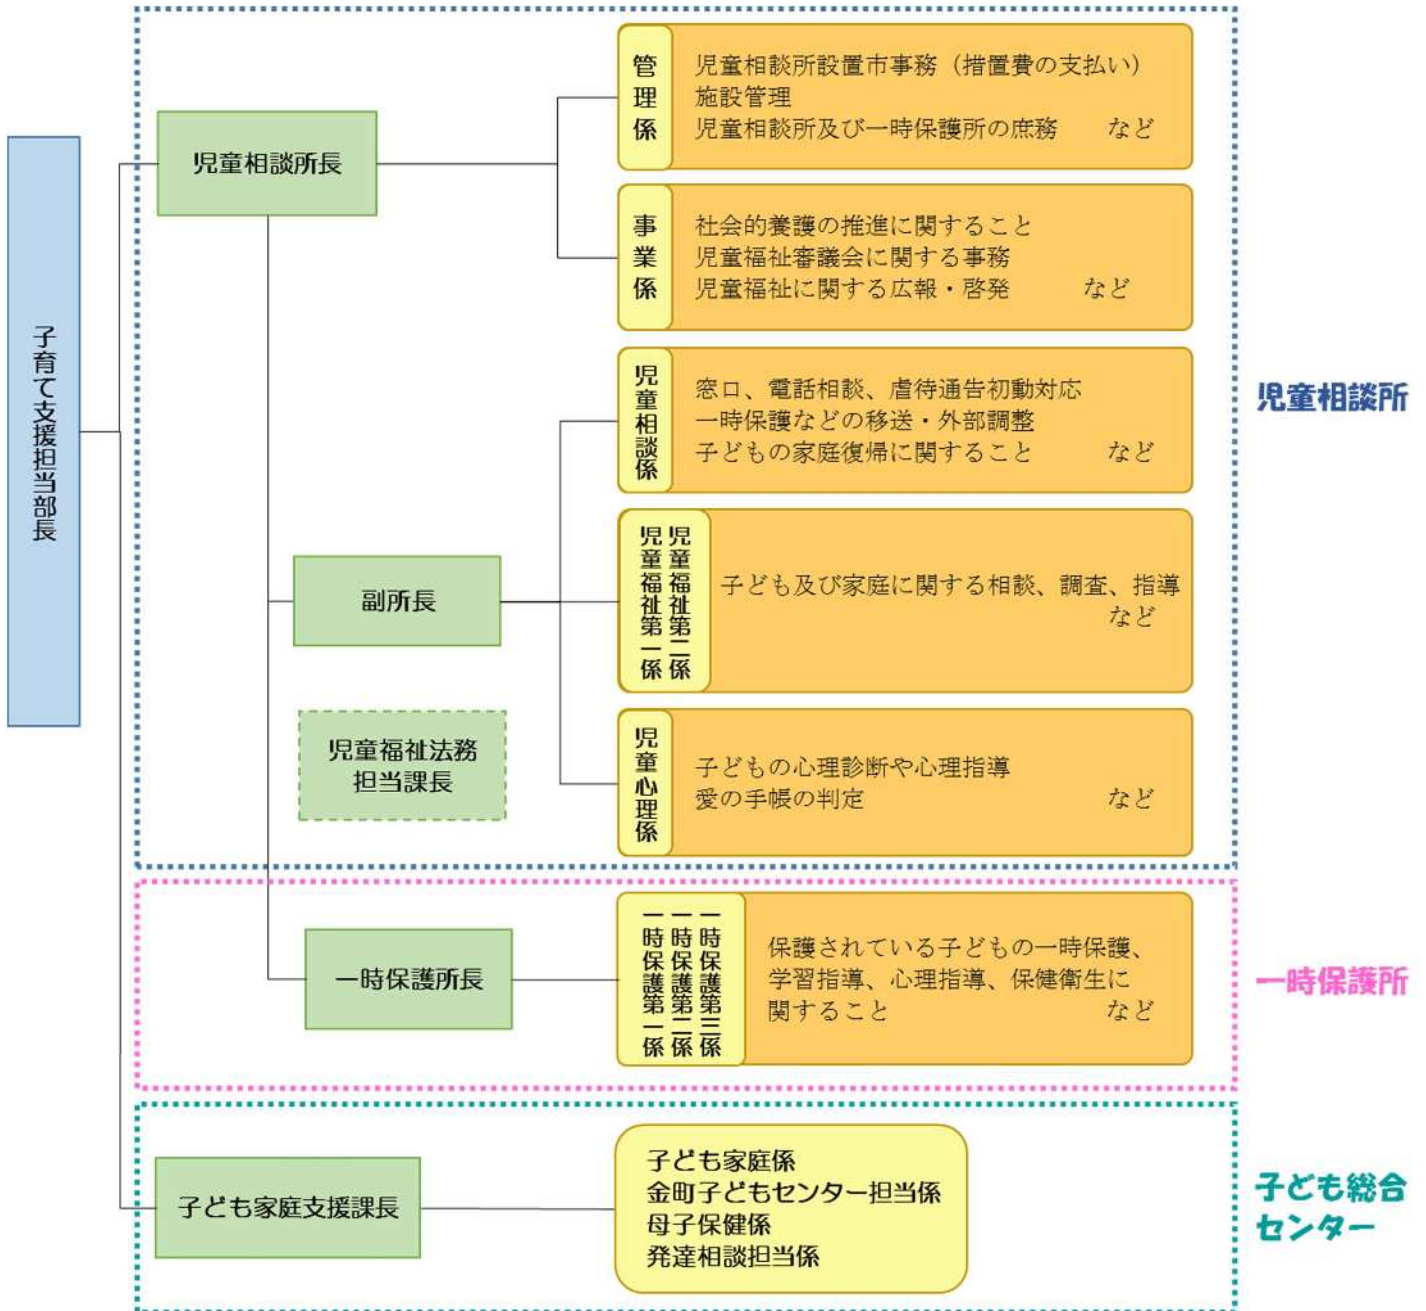 子育て支援担当部長
児童相談所長
管理係
児童相談所設置市事務（措置費の支払い）
施設管理
児童相談所及び一時保護所の庶務　など
事業係
社会的養護の推進に関すること
児童福祉審議会に関する事務
児童福祉に関する広報・啓発　など
児童相談係
窓口、電話相談、虐待通告初動対応
一時保護などの移送・外部調整
子どもの家庭復帰に関すること　など
副所長
児童福祉第一係
児童福祉第二係
子ども及び家庭に関する相談、調査、指導
など
児童福祉法務
担当課長
児童心理係
子どもの心理診断や心理指導
愛の手帳の判定　など
児童相談所
一時保護所長
一時保護第一係
一時保護第二係
一時保護第三係
保護されている子どもの一時保護、
学習指導、心理指導、保健衛生に
関すること　など
一時保護所
子ども家庭支援課長
子ども家庭係
金町子どもセンター担当係
母子保健係
発達相談担当係
子ども総合
センター